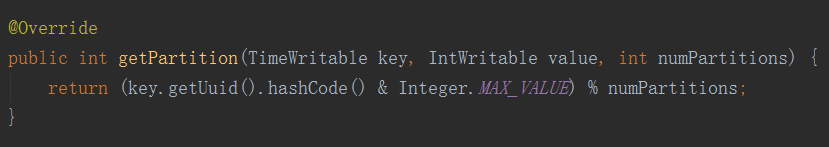 @Override
public int getPartition(TimeWritable key, IntWritable value, int numPartitions) {
    return (key.getUuid().hashCode() & Integer.MAX_VALUE) % numPartitions;
}